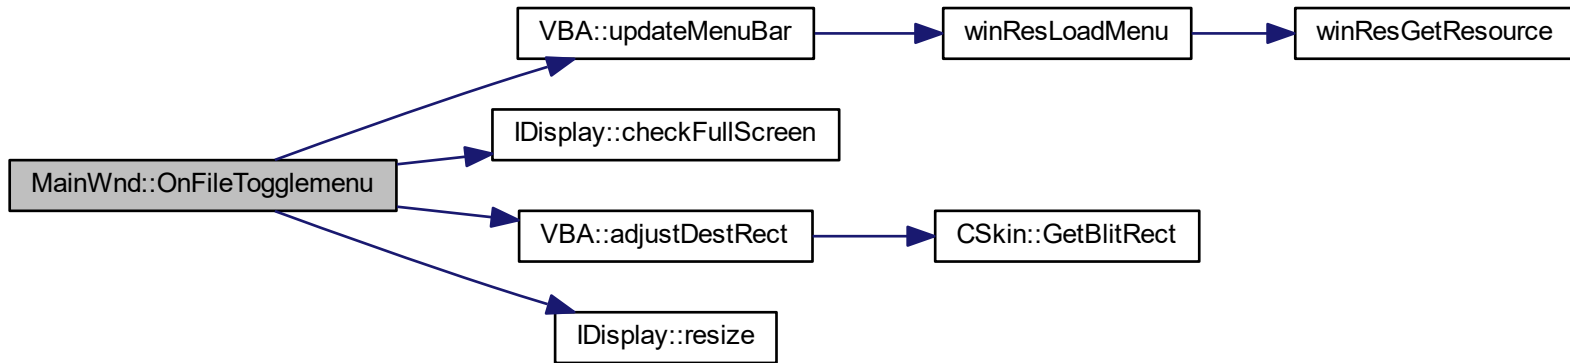 VBA::updateMenuBar
winResLoadMenu
winResGetResource
IDisplay::checkFullScreen
MainWnd::OnFileTogglemenu
VBA::adjustDestRect
CSkin::GetBlitRect
IDisplay::resize